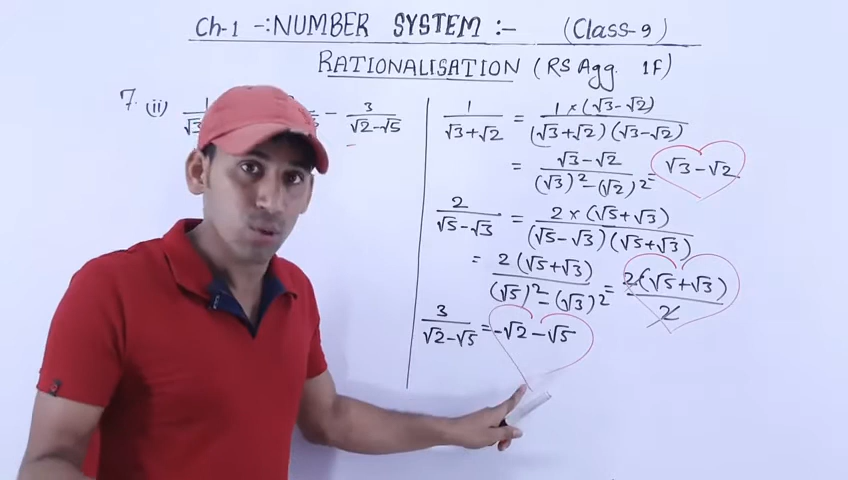 Ch-1 -:NUMBER SYSTEM :- (Class-9)
RATIONALISATION (RS Agg. 1F)
7. (ii) - 3/(√2-√5)
1/(√3+√2) = 1×(√3-√2)/(√3+√2)(√3-√2)
= (√3-√2)/((√3)²-(√2)²) = √3-√2
2/(√5-√3) = 2×(√5+√3)/(√5-√3)(√5+√3)
= 2(√5+√3)/((√5)²-(√3)²) = 2(√5+√3)/2
3/(√2-√5) = -√2-√5